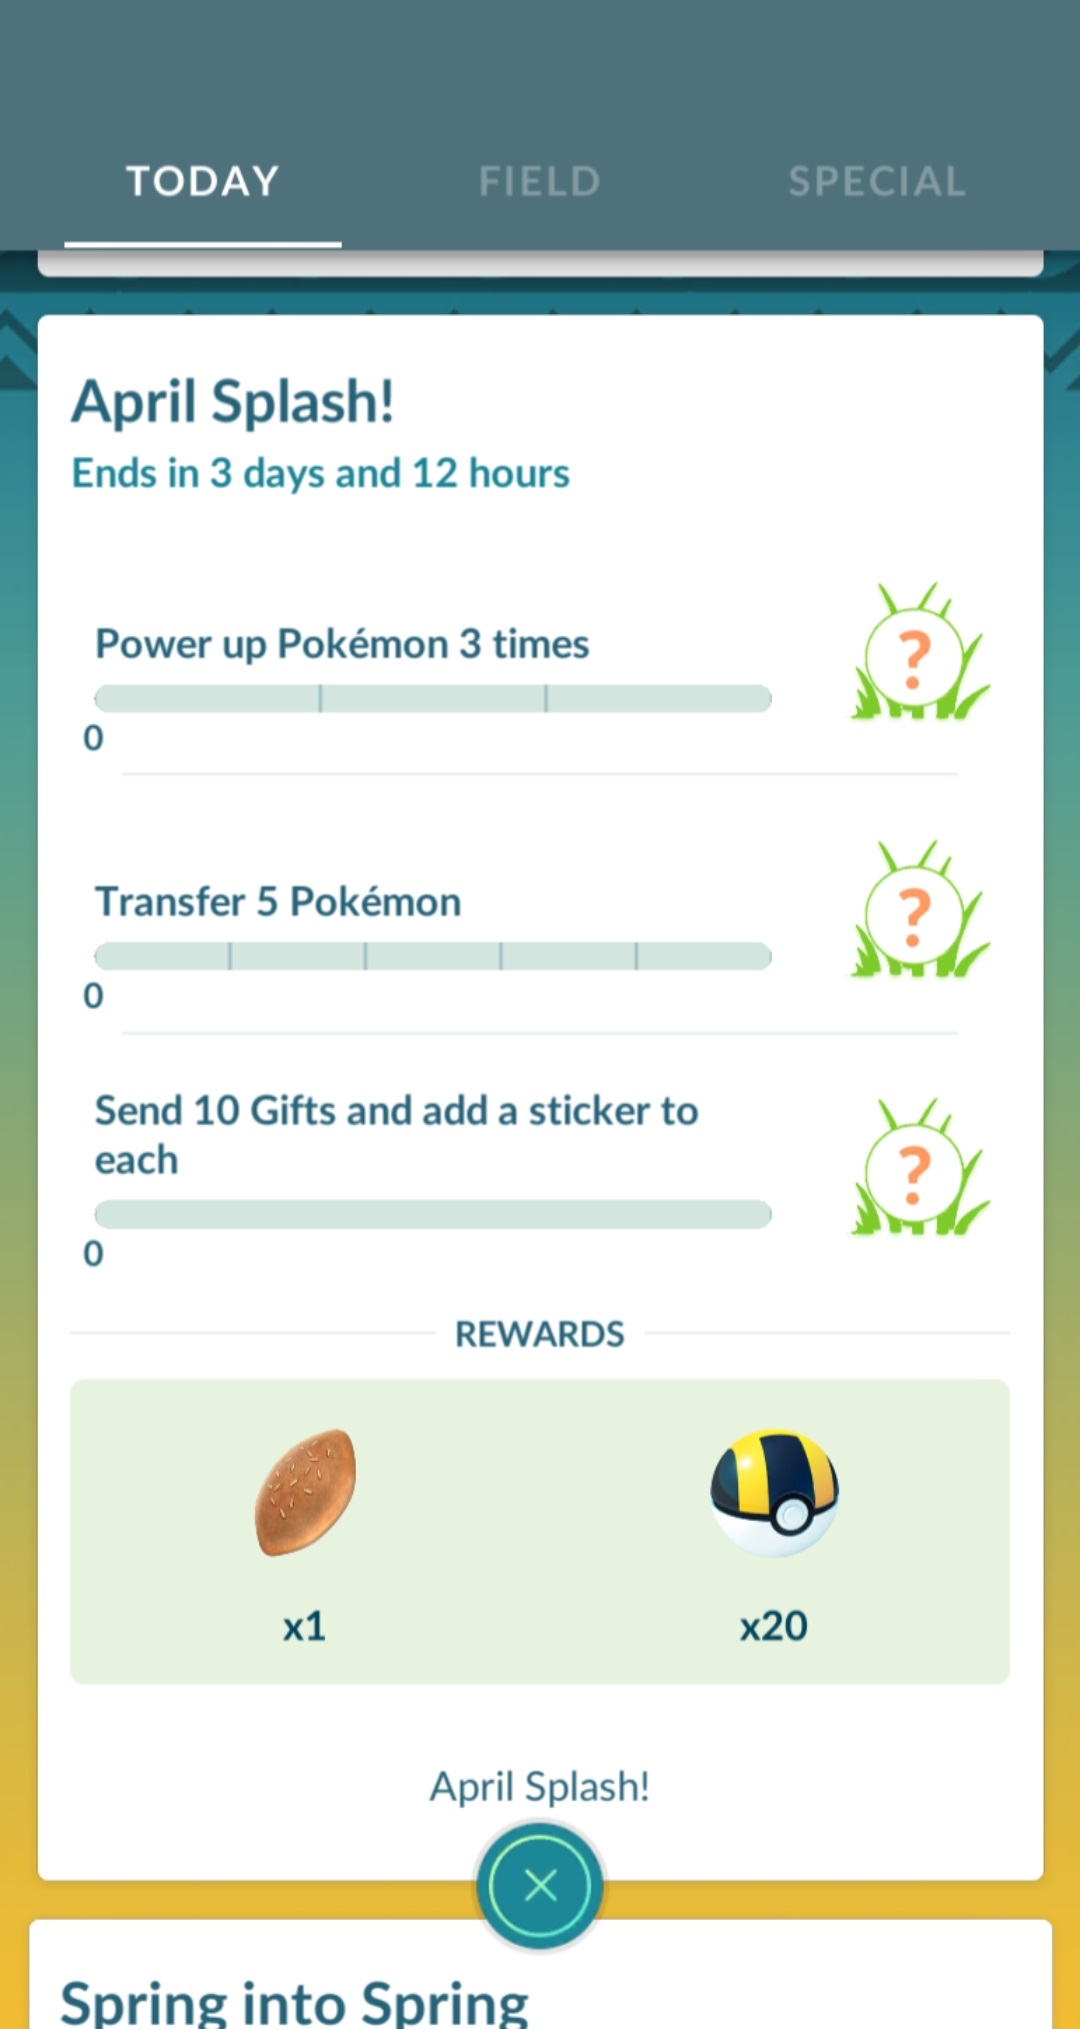 TODAY
FIELD
SPECIAL
April Splash!
Ends in 3 days and 12 hours
Power up Pokémon 3 times
?
0
Transfer 5 Pokémon
?
0
Send 10 Gifts and add a sticker to
each
?
0
REWARDS
x1
x20
April Splash!
Spring into Spring